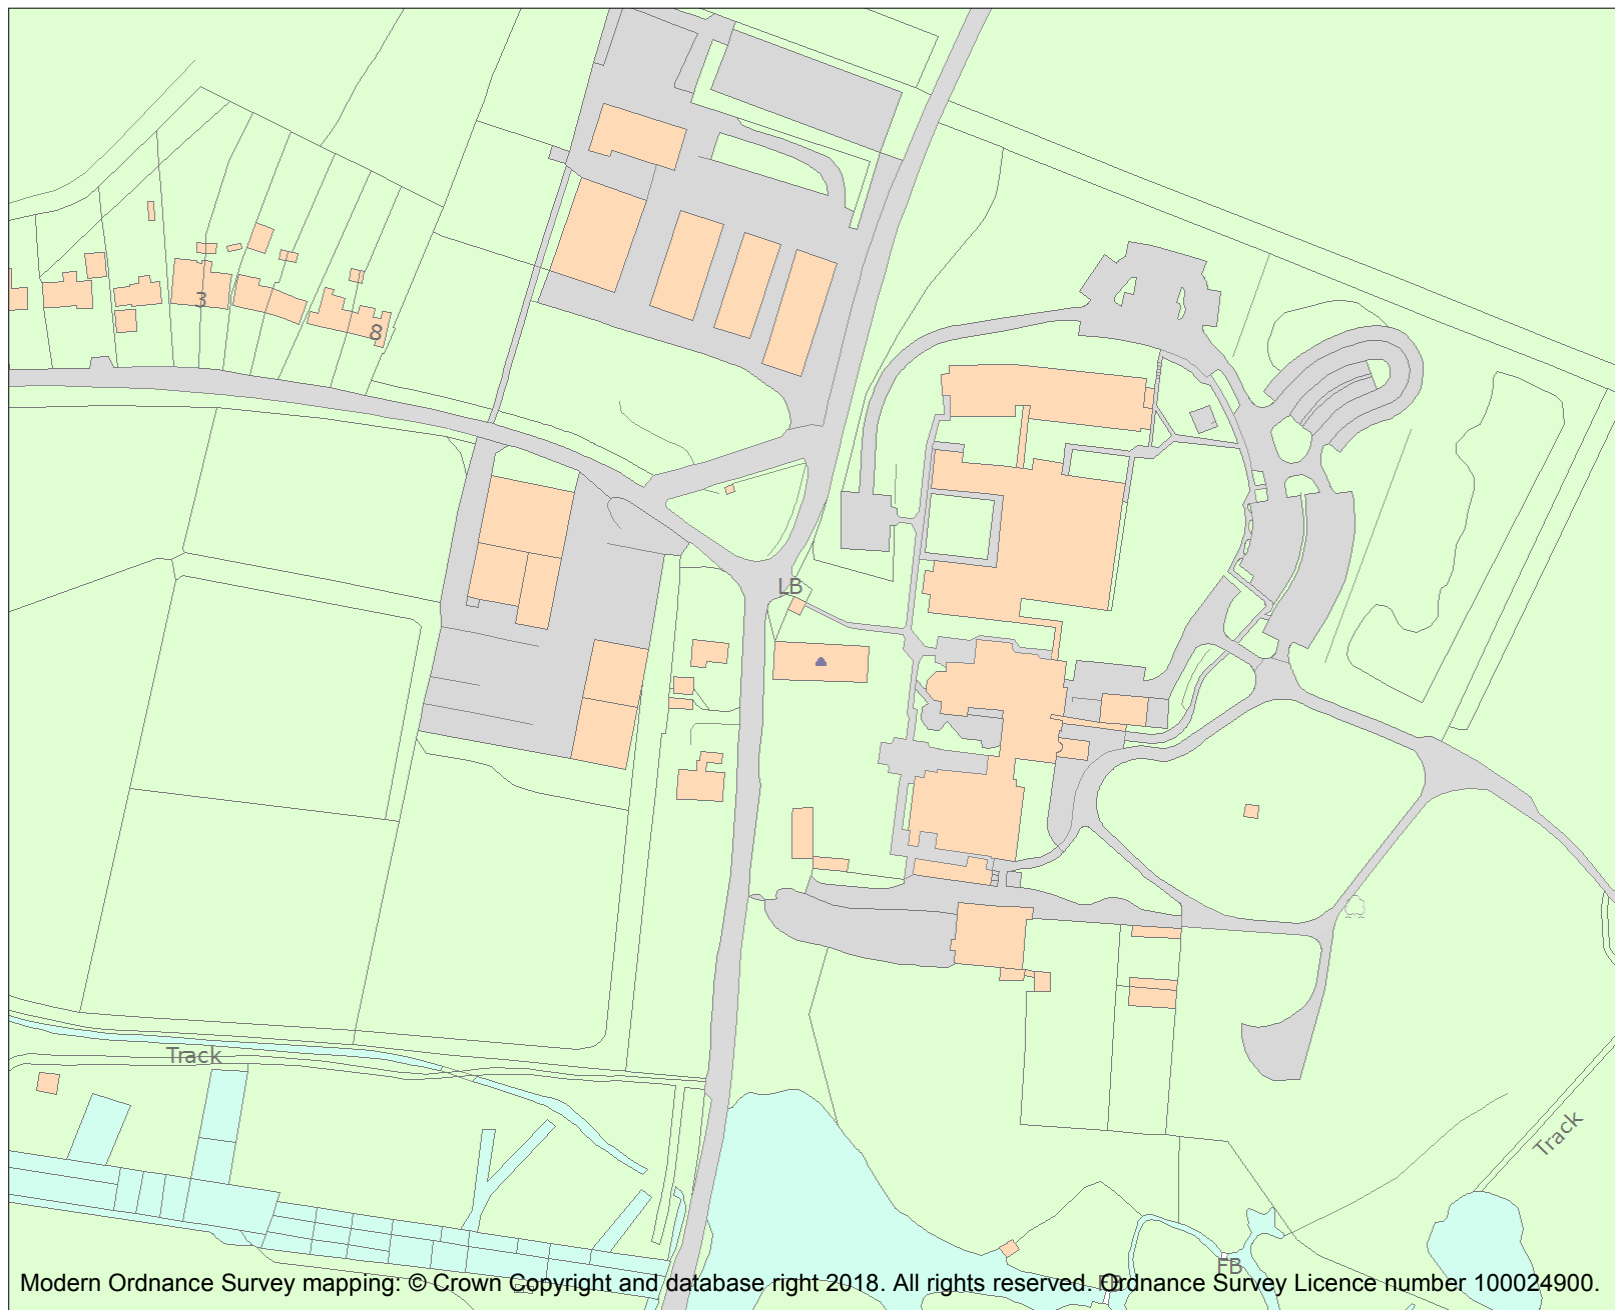 3
8
LB
Track
Track
FB
Modern Ordnance Survey mapping: © Crown Copyright and database right 2018. All rights reserved. Ordnance Survey Licence number 100024900.